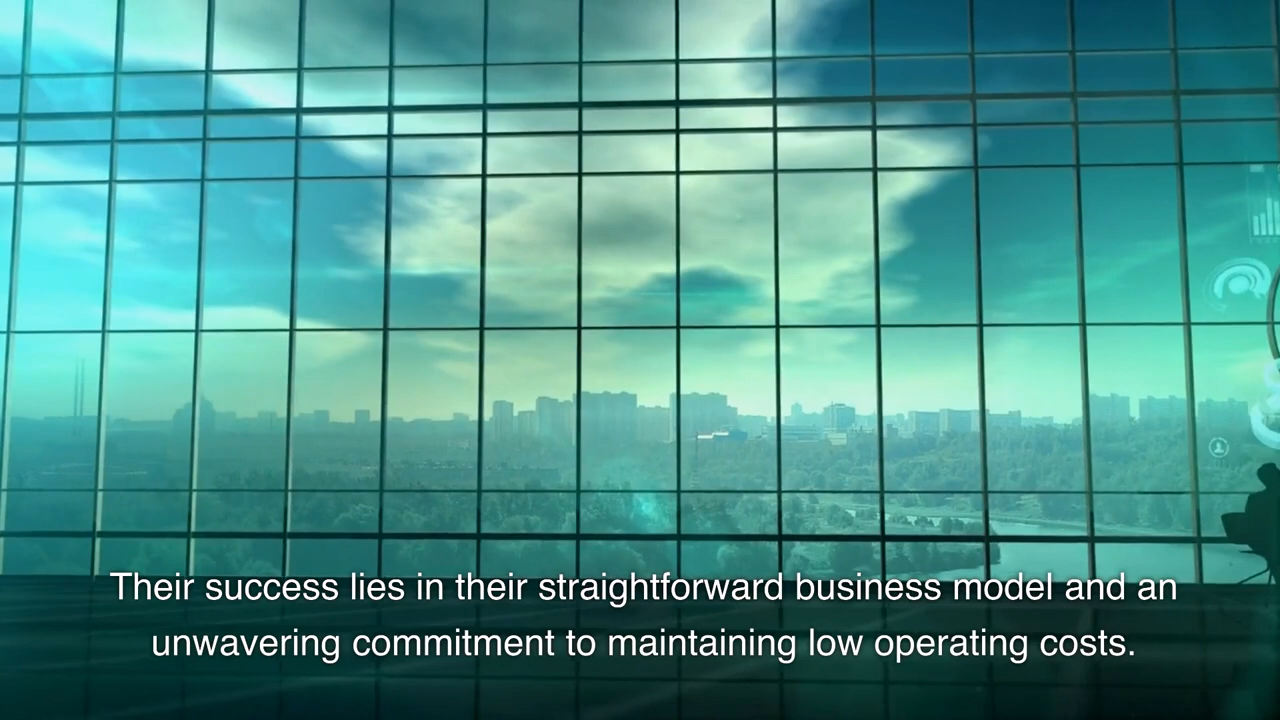 Their success lies in their straightforward business model and an
unwavering commitment to maintaining low operating costs.